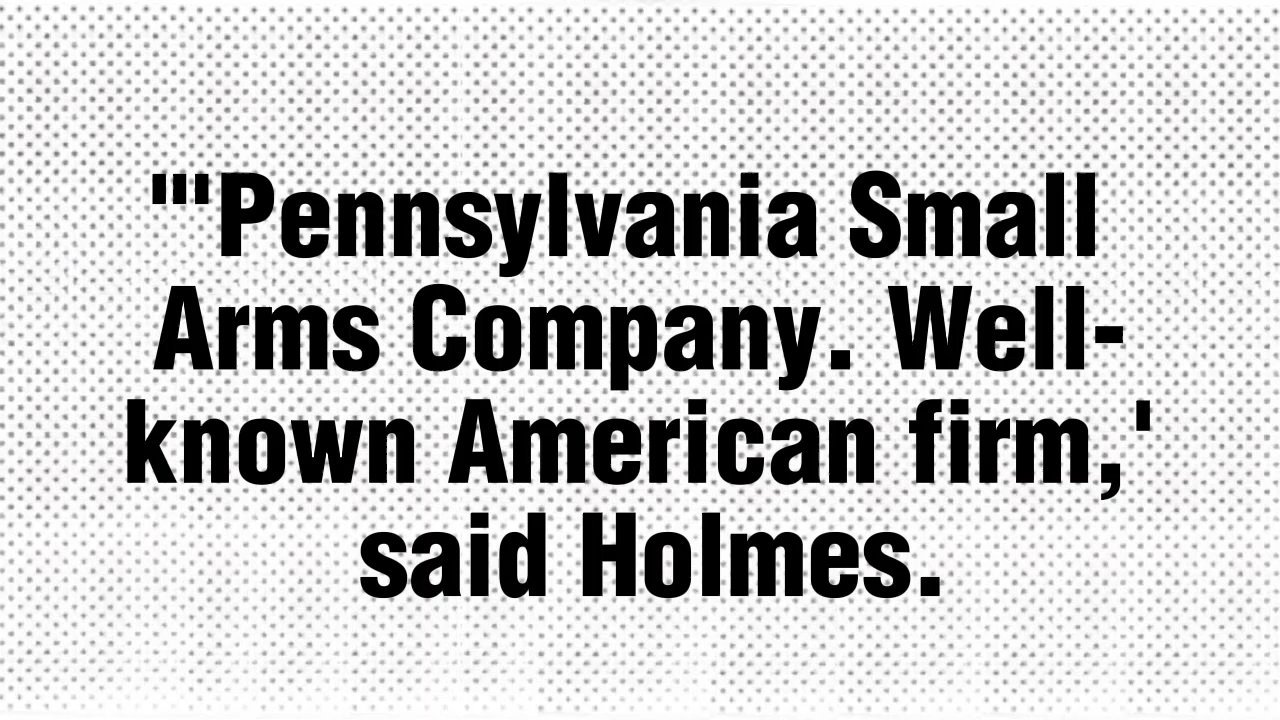 "'Pennsylvania Small
Arms Company. Well-
known American firm,'
said Holmes.